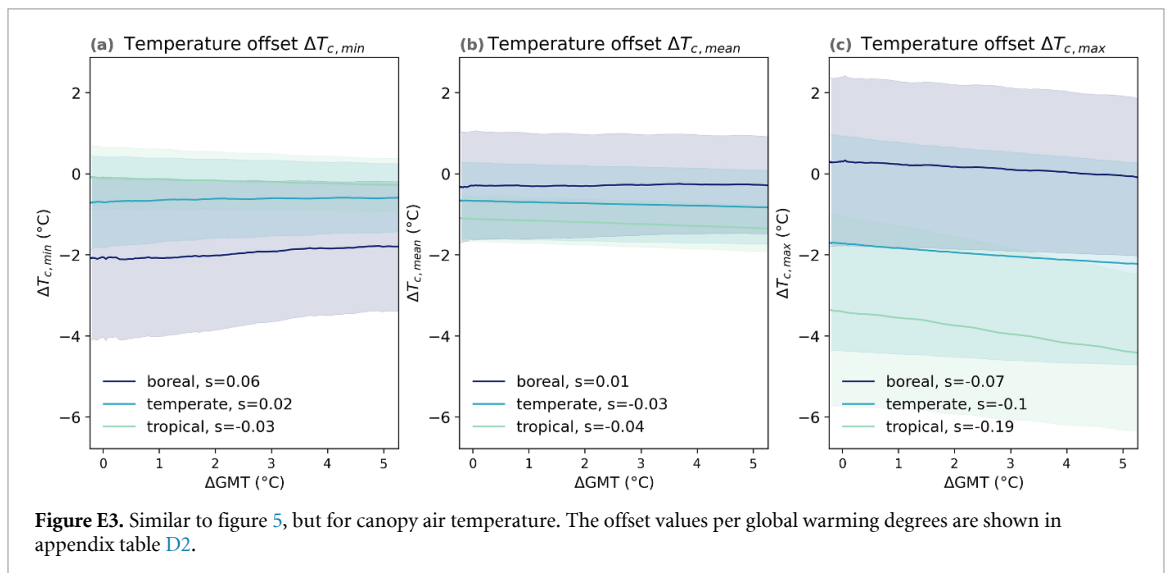 (a) Temperature offset ΔT_c,min
ΔT_c,min (°C)
2
0
−2
−4
−6
boreal, s=0.06
temperate, s=0.02
tropical, s=-0.03
0 1 2 3 4 5
ΔGMT (°C)
(b) Temperature offset ΔT_c,mean
ΔT_c,mean (°C)
2
0
−2
−4
−6
boreal, s=0.01
temperate, s=-0.03
tropical, s=-0.04
0 1 2 3 4 5
ΔGMT (°C)
(c) Temperature offset ΔT_c,max
ΔT_c,max (°C)
2
0
−2
−4
−6
boreal, s=-0.07
temperate, s=-0.1
tropical, s=-0.19
0 1 2 3 4 5
ΔGMT (°C)
Figure E3. Similar to figure 5, but for canopy air temperature. The offset values per global warming degrees are shown in
appendix table D2.